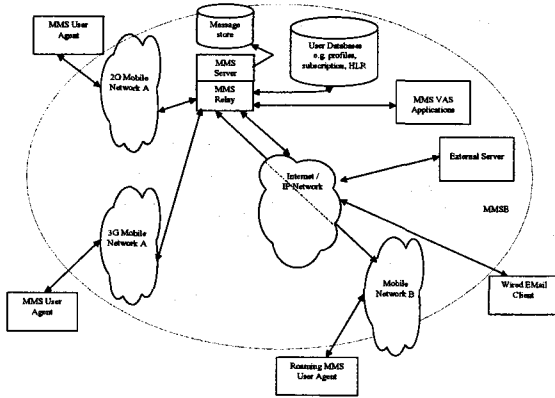 MMS User
Agent
Message
store
User Databases
e.g. profiles,
subscription, HLR
MMS
Server
MMS
Relay
2G Mobile
Network A
MMS VAS
Applications
External Server
Internet /
IP Network
MMSE
3G Mobile
Network A
MMS User
Agent
Mobile
Network B
Wired EMail
Client
Roaming MMS
User Agent